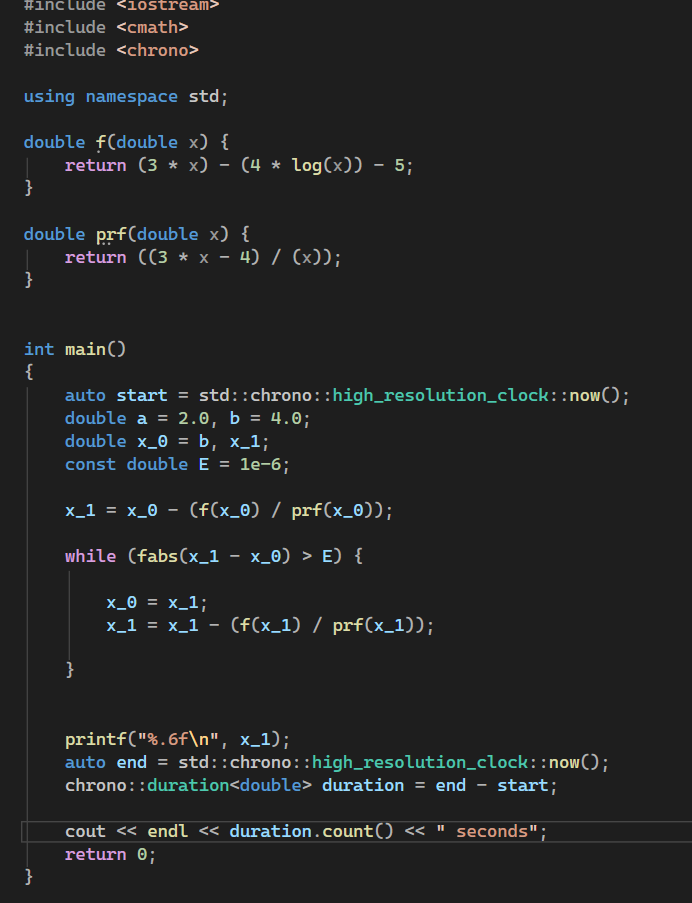 #include <iostream>
#include <cmath>
#include <chrono>
using namespace std;
double f(double x) {
    return (3 * x) - (4 * log(x)) - 5;
}
double prf(double x) {
    return ((3 * x - 4) / (x));
}
int main()
{
    auto start = std::chrono::high_resolution_clock::now();
    double a = 2.0, b = 4.0;
    double x_0 = b, x_1;
    const double E = 1e-6;
    x_1 = x_0 - (f(x_0) / prf(x_0));
    while (fabs(x_1 - x_0) > E) {
        x_0 = x_1;
        x_1 = x_1 - (f(x_1) / prf(x_1));
    }
    printf("%.6f\n", x_1);
    auto end = std::chrono::high_resolution_clock::now();
    chrono::duration<double> duration = end - start;
    cout << endl << duration.count() << " seconds";
    return 0;
}